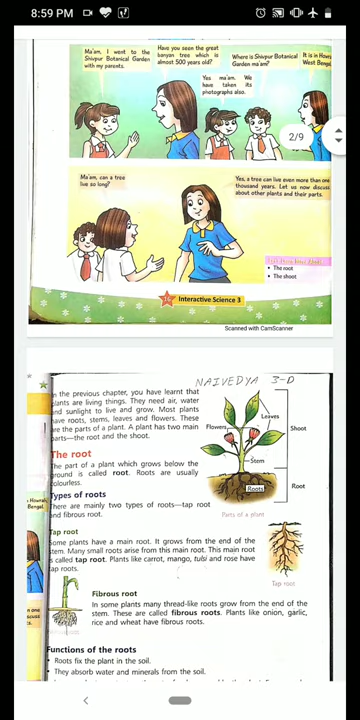 8:59 PM
Ma'am, I went to the
Shivpur Botanical Garden
with my parents.
Have you seen the great
banyan tree which is
almost 500 years old?
Where is Shivpur Botanical
Garden ma'am?
It is in Howra
West Bengal
Yes ma'am. We
have taken its
photographs also.
2/9
Ma'am, can a tree
live so long?
Yes, a tree can live even more than one
thousand years. Let us now discuss
about other plants and their parts.
• The root
• The shoot
Interactive Science 3
Scanned with CamScanner
NAIVEDYA 3-D
In the previous chapter, you have learnt that
plants are living things. They need air, water
and sunlight to live and grow. Most plants
have roots, stems, leaves and flowers. These
are the parts of a plant. A plant has two main
parts—the root and the shoot.
Leaves
Flowers
Shoot
Stem
Roots
Root
Parts of a plant
The root
The part of a plant which grows below the
ground is called root. Roots are usually
colourless.
Types of roots
There are mainly two types of roots—tap root
and fibrous root.
Tap root
Some plants have a main root. It grows from the end of the
stem. Many small roots arise from this main root. This main root
is called tap root. Plants like carrot, mango, tulsi and rose have
tap roots.
Tap root
Fibrous root
In some plants many thread-like roots grow from the end of the
stem. These are called fibrous roots. Plants like onion, garlic,
rice and wheat have fibrous roots.
Functions of the roots
• Roots fix the plant in the soil.
• They absorb water and minerals from the soil.